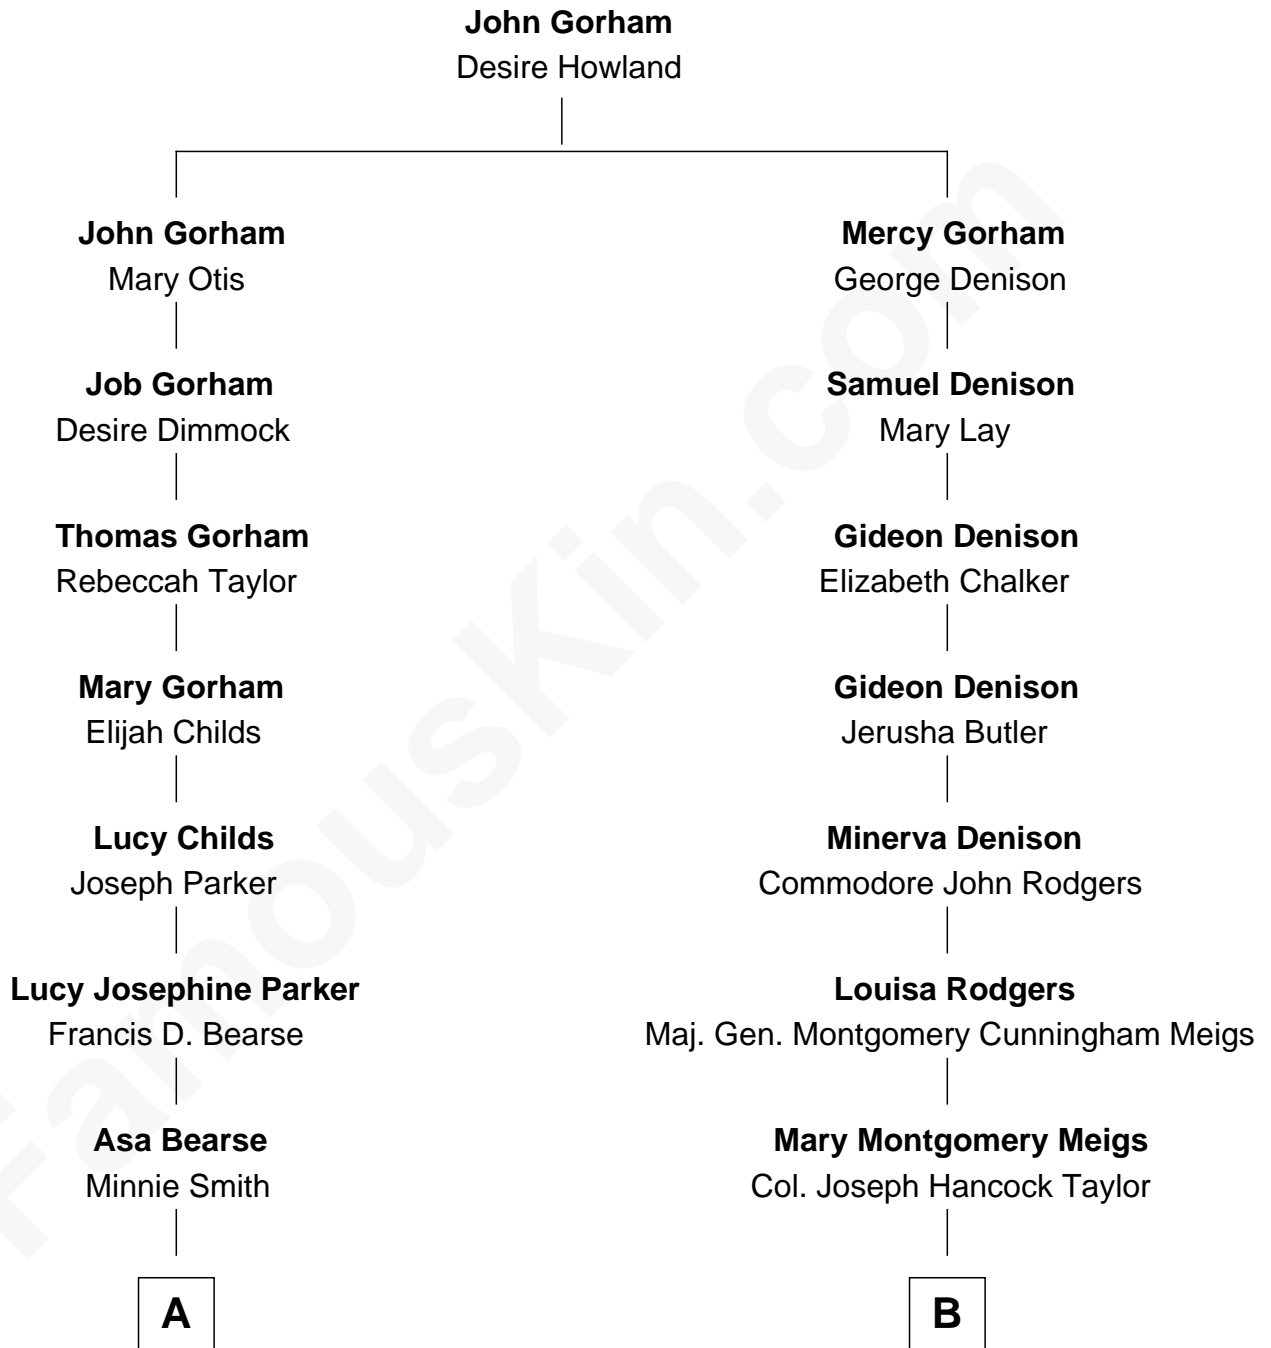 John Gorham
Desire Howland
John Gorham
Mary Otis
Mercy Gorham
George Denison
Job Gorham
Desire Dimmock
Samuel Denison
Mary Lay
Thomas Gorham
Rebeccah Taylor
Gideon Denison
Elizabeth Chalker
Mary Gorham
Elijah Childs
Gideon Denison
Jerusha Butler
Lucy Childs
Joseph Parker
Minerva Denison
Commodore John Rodgers
Lucy Josephine Parker
Francis D. Bearse
Louisa Rodgers
Maj. Gen. Montgomery Cunningham Meigs
Asa Bearse
Minnie Smith
Mary Montgomery Meigs
Col. Joseph Hancock Taylor
A
B
FamousKin.com